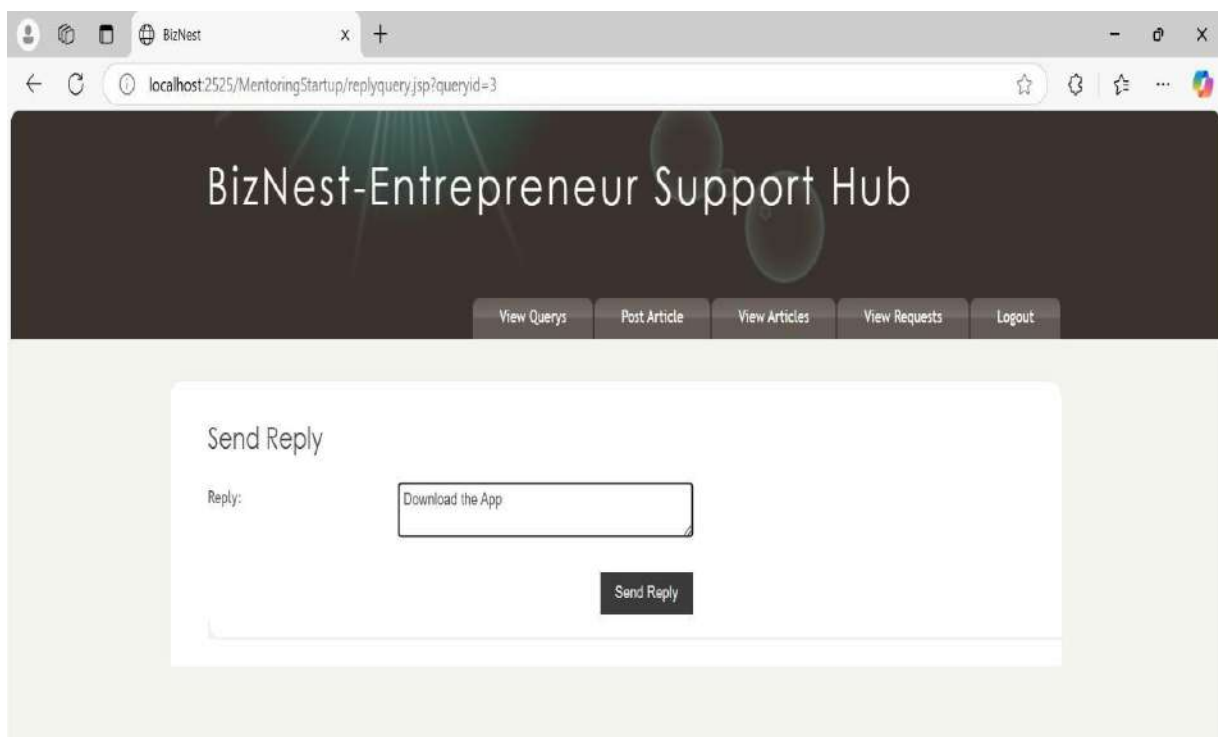 BizNest
localhost:2525/MentoringStartup/replyquery.jsp?queryid=3
BizNest-Entrepreneur Support Hub
View Querys Post Article View Articles View Requests Logout
Send Reply
Reply: Download the App
Send Reply